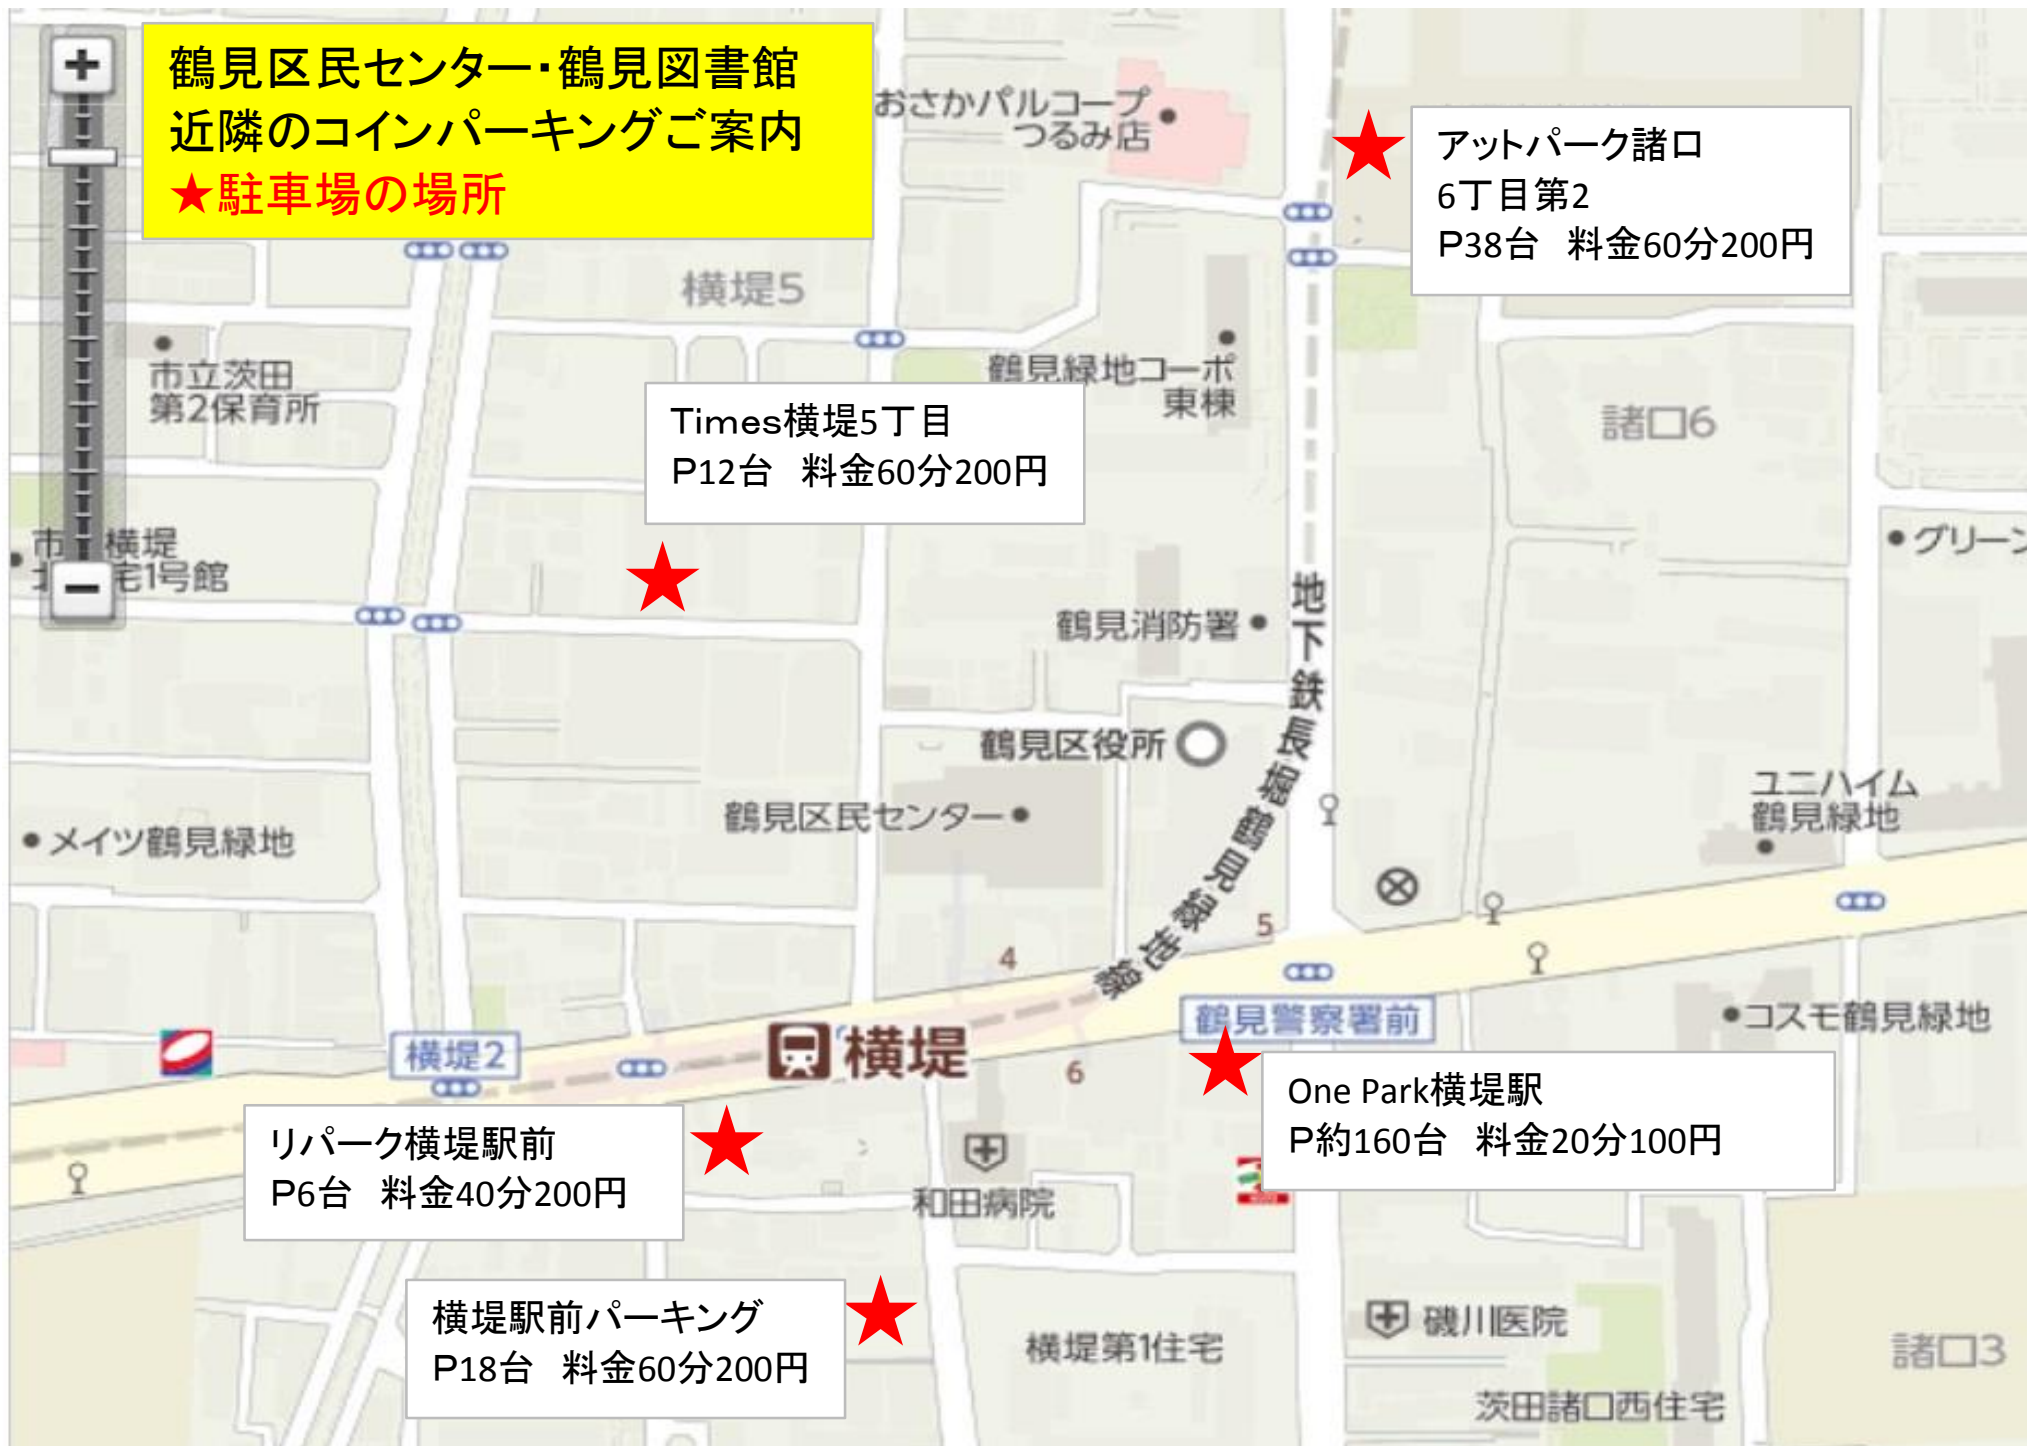 鶴見区民センター・鶴見図書館
近隣のコインパーキングご案内
★駐車場の場所
おさかパルコープ
つるみ店
アットパーク諸口
6丁目第2
P38台　料金60分200円
横堤5
市立茨田
第2保育所
鶴見緑地コーポ
東棟
諸口6
Times横堤5丁目
P12台　料金60分200円
横堤
宅1号館
グリーン
鶴見消防署
地下鉄長堀鶴見緑地線
鶴見区役所
鶴見区民センター
ユニハイム
鶴見緑地
メイツ鶴見緑地
5
4
鶴見警察署前
コスモ鶴見緑地
横堤2
横堤
6
One Park横堤駅
P約160台　料金20分100円
リパーク横堤駅前
P6台　料金40分200円
和田病院
横堤駅前パーキング
P18台　料金60分200円
横堤第1住宅
磯川医院
諸口3
茨田諸口西住宅